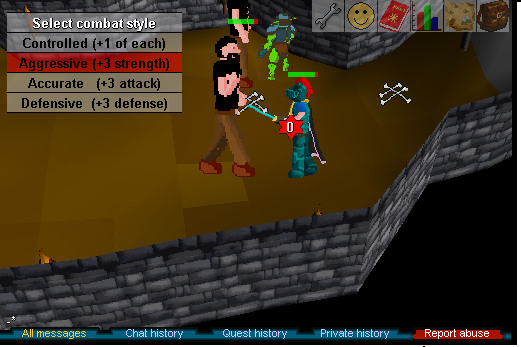 Select combat style
Controlled (+1 of each)
Aggressive (+3 strength)
Accurate (+3 attack)
Defensive (+3 defense)
0
*
All messages
Chat history
Quest history
Private history
Report abuse